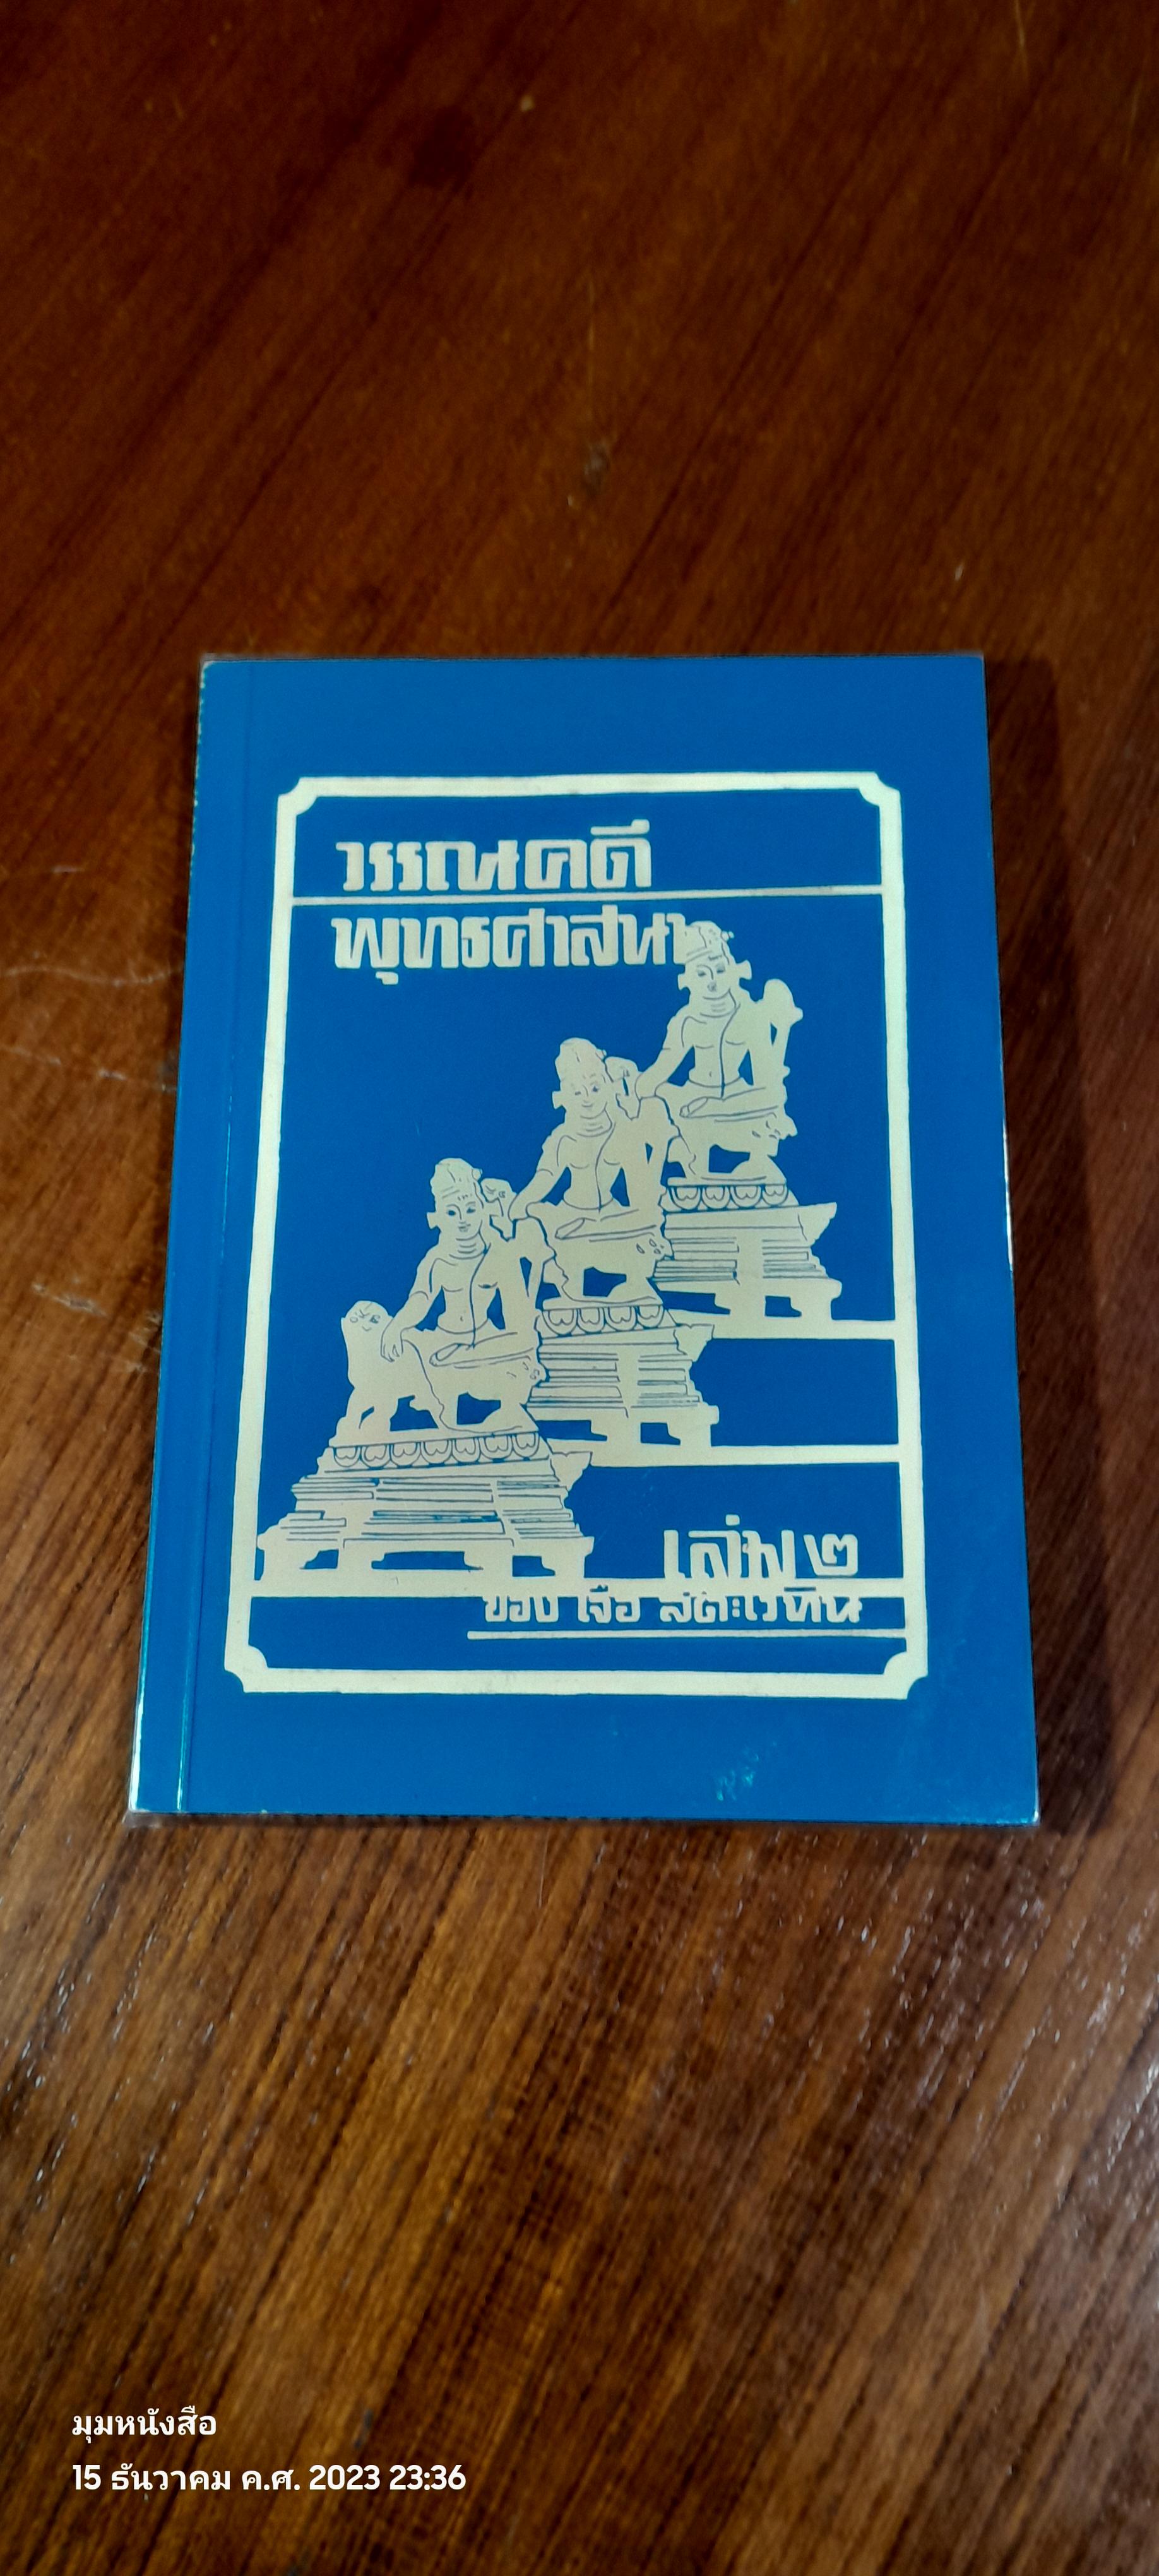 วรรณคดี
พุทธศาสนา
เล่ม ๒
ของ เจือ สตะเวทิน
มุมหนังสือ
15 ธันวาคม ค.ศ. 2023 23:36